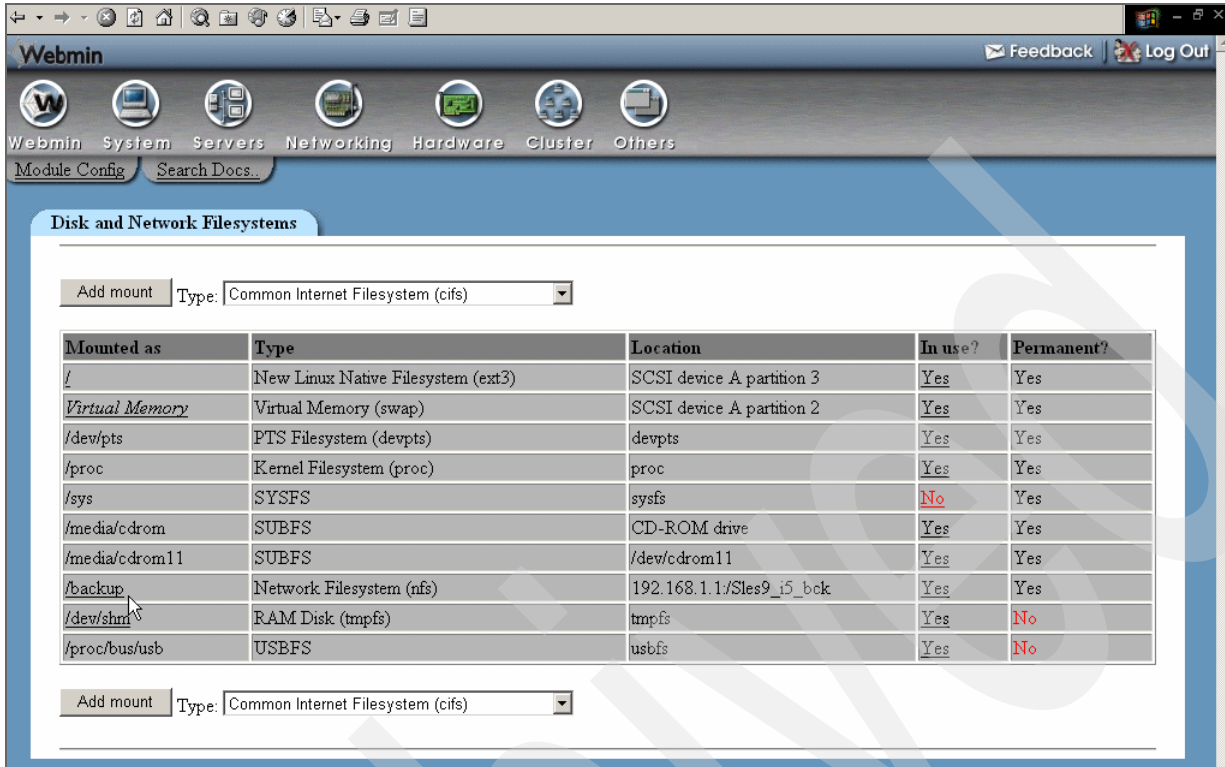 Webmin
Feedback
Log Out
Webmin System Servers Networking Hardware Cluster Others
Module Config Search Docs..
Disk and Network Filesystems
Add mount Type: Common Internet Filesystem (cifs)
Mounted as Type Location In use? Permanent?
/ New Linux Native Filesystem (ext3) SCSI device A partition 3 Yes Yes
Virtual Memory Virtual Memory (swap) SCSI device A partition 2 Yes Yes
/dev/pts PTS Filesystem (devpts) devpts Yes Yes
/proc Kernel Filesystem (proc) proc Yes Yes
/sys SYSFS sysfs No Yes
/media/cdrom SUBFS CD-ROM drive Yes Yes
/media/cdrom11 SUBFS /dev/cdrom11 Yes Yes
/backup Network Filesystem (nfs) 192.168.1.1:/Sles9_i5_bck Yes Yes
/dev/shm RAM Disk (tmpfs) tmpfs Yes No
/proc/bus/usb USBFS usbfs Yes No
Add mount Type: Common Internet Filesystem (cifs)